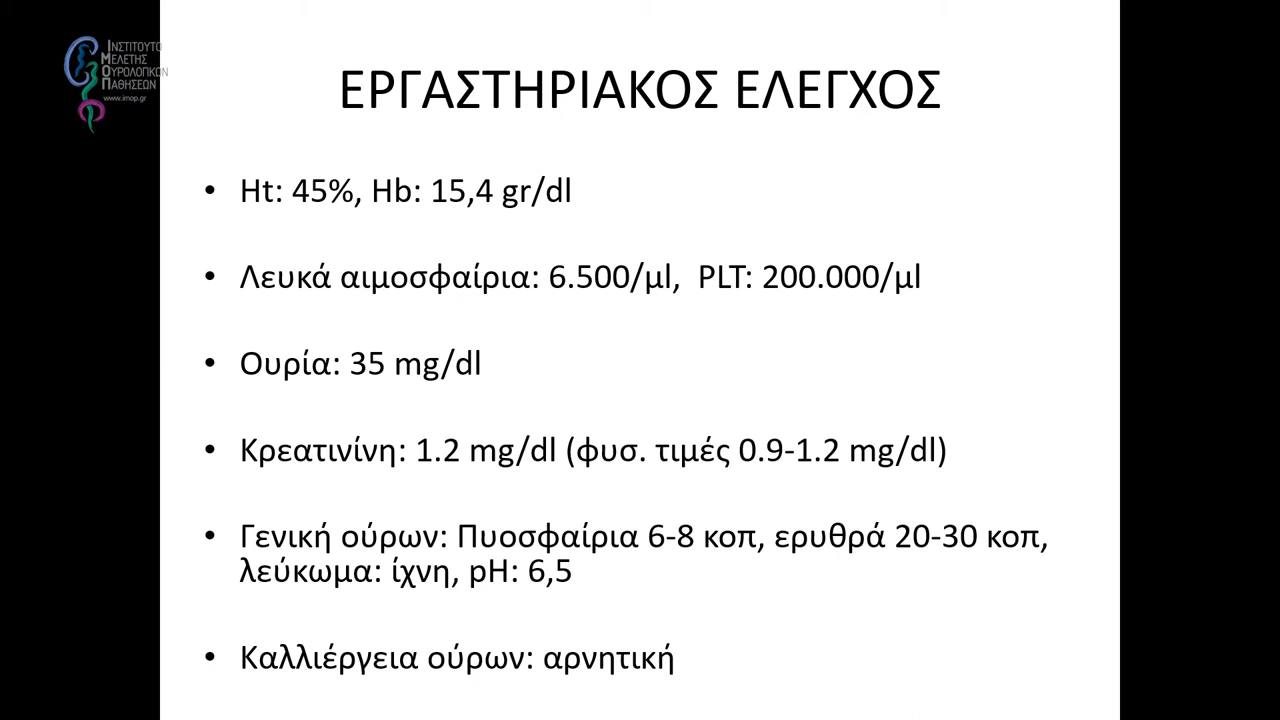 ΙΝΣΤΙΤΟΥΤΟ
ΜΕΛΕΤΗΣ
ΟΥΡΟΛΟΓΙΚΩΝ
ΠΑΘΗΣΕΩΝ
www.imop.gr
ΕΡΓΑΣΤΗΡΙΑΚΟΣ ΕΛΕΓΧΟΣ
• Ht: 45%, Hb: 15,4 gr/dl
• Λευκά αιμοσφαίρια: 6.500/μl, PLT: 200.000/μl
• Ουρία: 35 mg/dl
• Κρεατινίνη: 1.2 mg/dl (φυσ. τιμές 0.9-1.2 mg/dl)
• Γενική ούρων: Πυοσφαίρια 6-8 κοπ, ερυθρά 20-30 κοπ,
λεύκωμα: ίχνη, pH: 6,5
• Καλλιέργεια ούρων: αρνητική